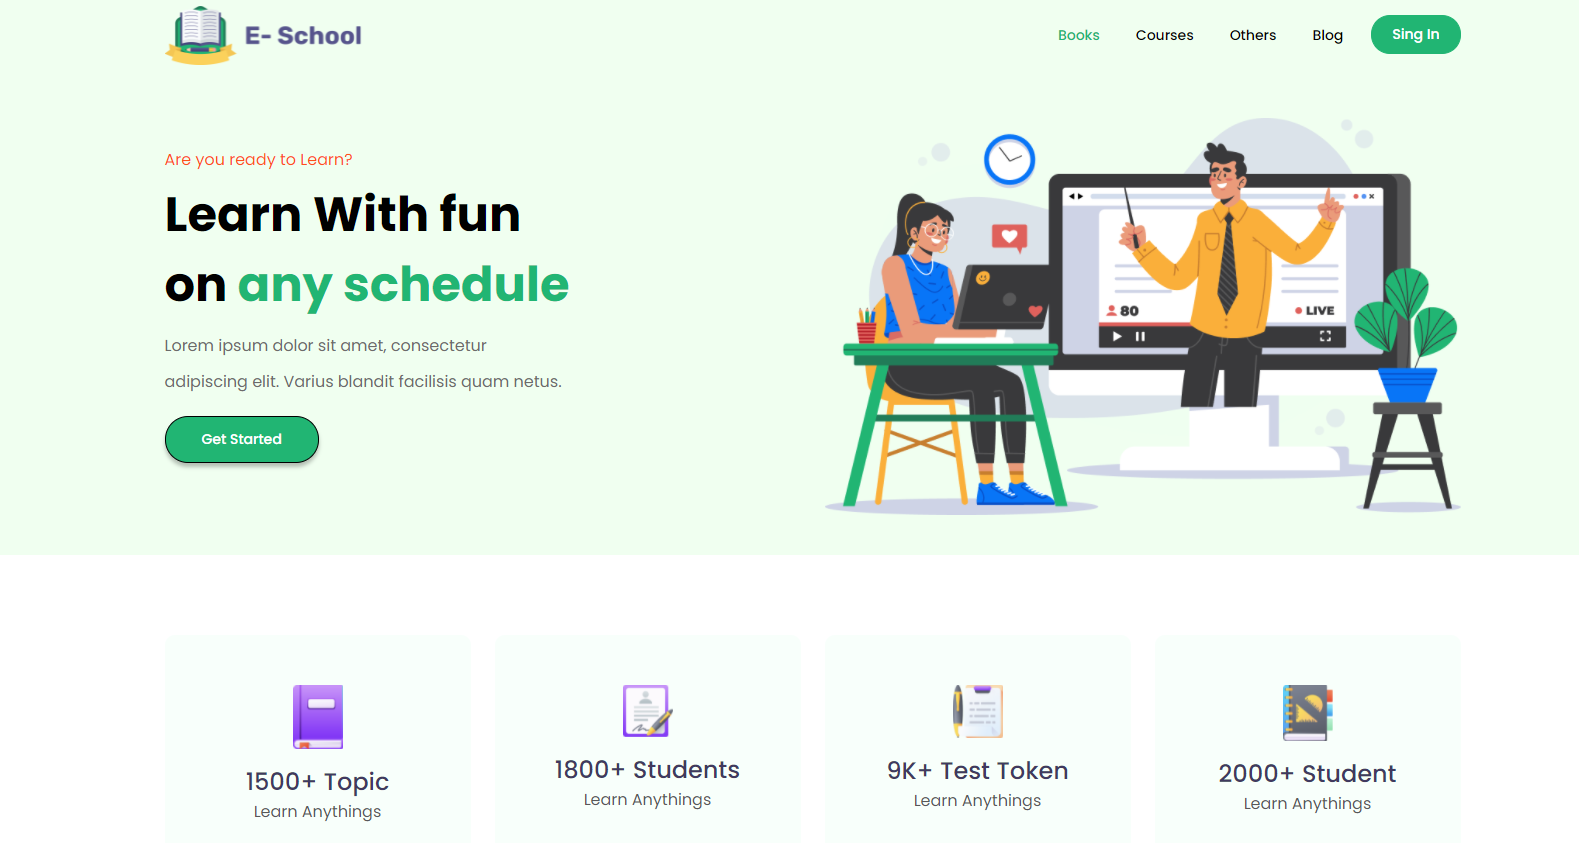 E- School
Books
Courses
Others
Blog
Sing In
Are you ready to Learn?
Learn With fun
on any schedule
Lorem ipsum dolor sit amet, consectetur
adipiscing elit. Varius blandit facilisis quam netus.
Get Started
80
LIVE
1500+ Topic
Learn Anythings
1800+ Students
Learn Anythings
9K+ Test Token
Learn Anythings
2000+ Student
Learn Anythings